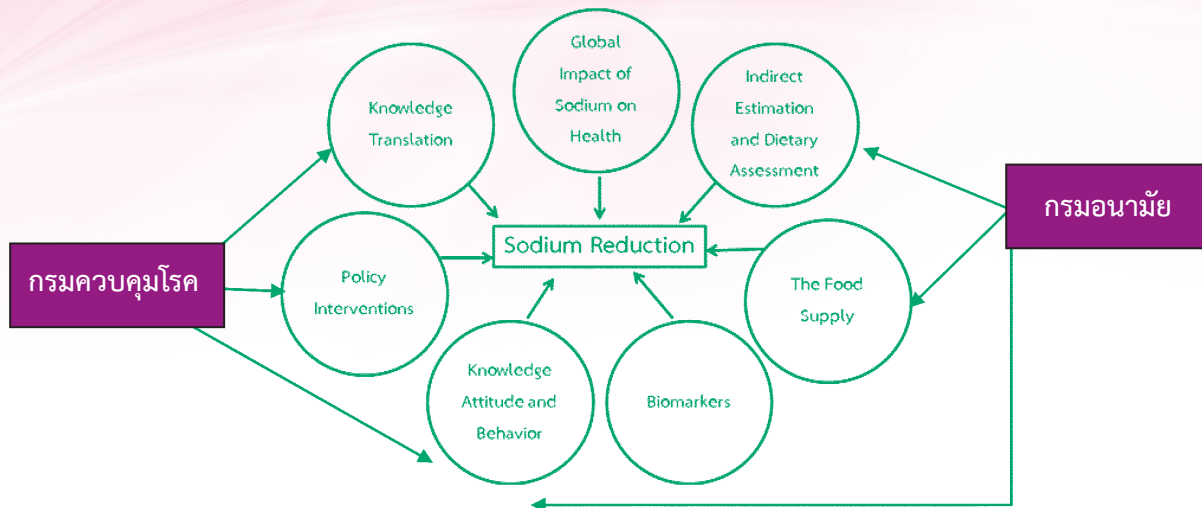 Global
Impact of
Sodium on
Health
Knowledge
Translation
Indirect
Estimation
and Dietary
Assessment
กรมอนามัย
Sodium Reduction
กรมควบคุมโรค
Policy
Interventions
The Food
Supply
Knowledge
Attitude and
Behavior
Biomarkers